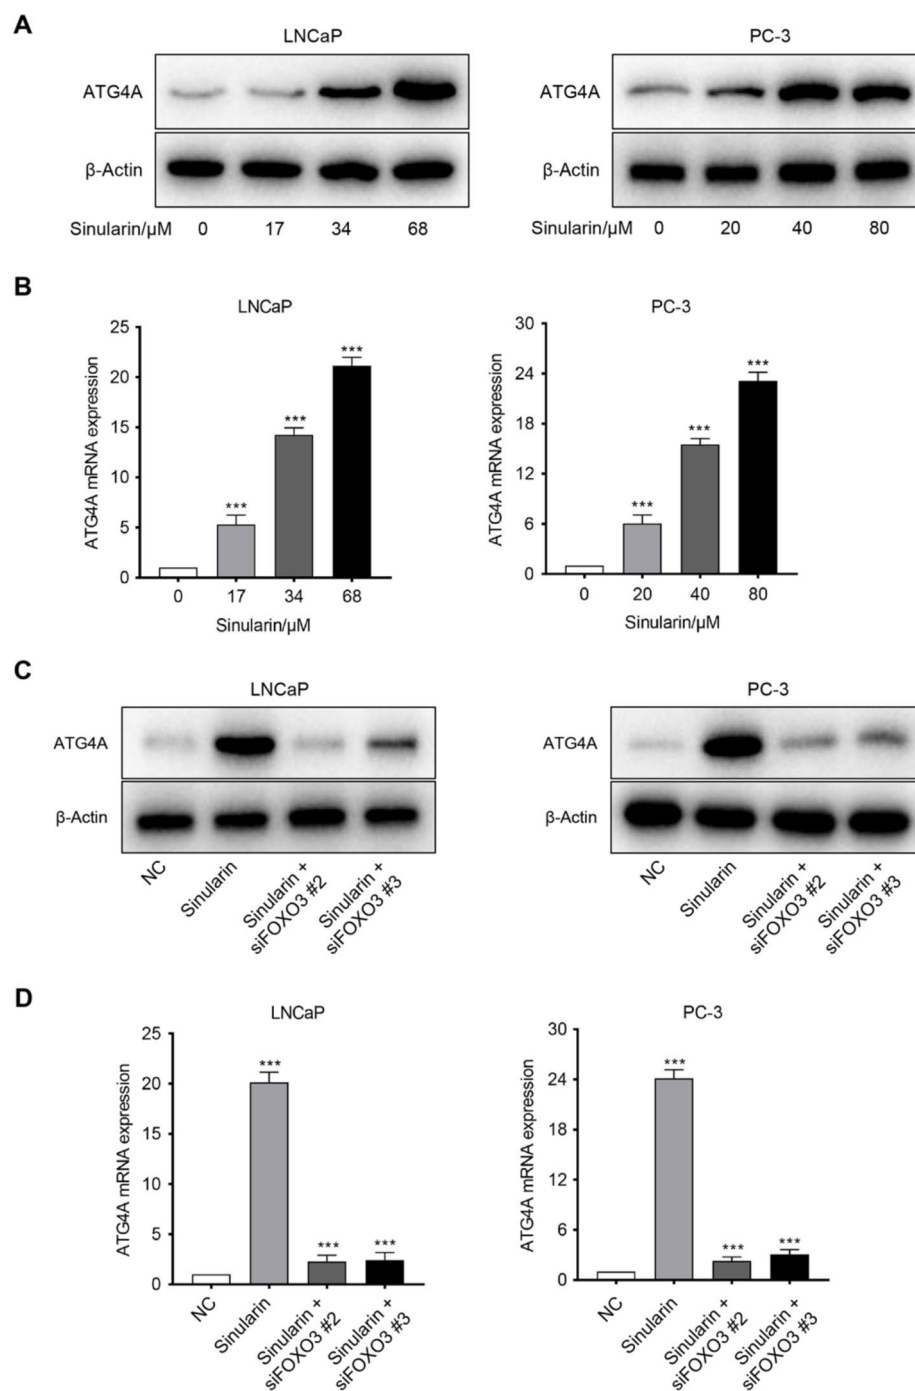 A
LNCaP
PC-3
ATG4A
ATG4A
β-Actin
β-Actin
Sinularin/μM 0 17 34 68
Sinularin/μM 0 20 40 80
B
LNCaP
ATG4A mRNA expression
25
20
15
10
5
0
***
***
***
0 17 34 68
Sinularin/μM
PC-3
ATG4A mRNA expression
30
24
18
12
6
0
***
***
***
0 20 40 80
Sinularin/μM
C
LNCaP
ATG4A
β-Actin
NC
Sinularin
Sinularin +
siFOXO3 #2
Sinularin +
siFOXO3 #3
PC-3
ATG4A
β-Actin
NC
Sinularin
Sinularin +
siFOXO3 #2
Sinularin +
siFOXO3 #3
D
LNCaP
ATG4A mRNA expression
25
20
15
10
5
0
***
***
***
NC
Sinularin
Sinularin +
siFOXO3 #2
Sinularin +
siFOXO3 #3
PC-3
ATG4A mRNA expression
30
24
18
12
6
0
***
***
***
NC
Sinularin
Sinularin +
siFOXO3 #2
Sinularin +
siFOXO3 #3